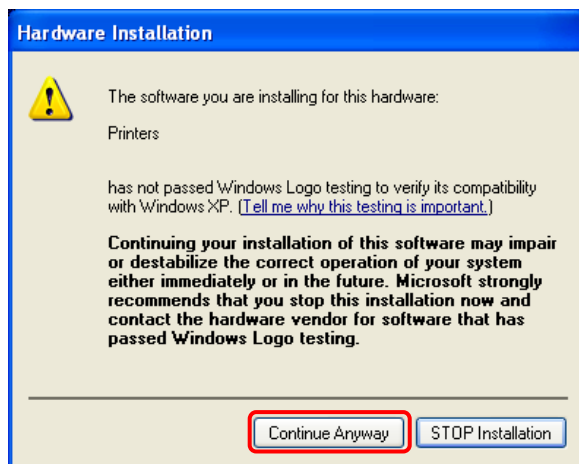 Hardware Installation
The software you are installing for this hardware:
Printers
has not passed Windows Logo testing to verify its compatibility
with Windows XP. (Tell me why this testing is important.)
Continuing your installation of this software may impair
or destabilize the correct operation of your system
either immediately or in the future. Microsoft strongly
recommends that you stop this installation now and
contact the hardware vendor for software that has
passed Windows Logo testing.
Continue Anyway
STOP Installation